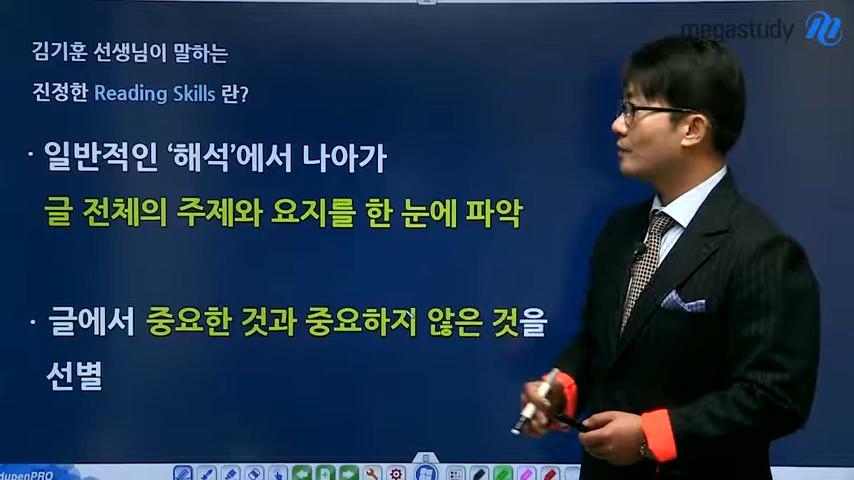 megastudy
김기훈 선생님이 말하는
진정한 Reading Skills 란?
· 일반적인 ‘해석’에서 나아가
글 전체의 주제와 요지를 한 눈에 파악
· 글에서 중요한 것과 중요하지 않은 것을
선별
dupenPRO